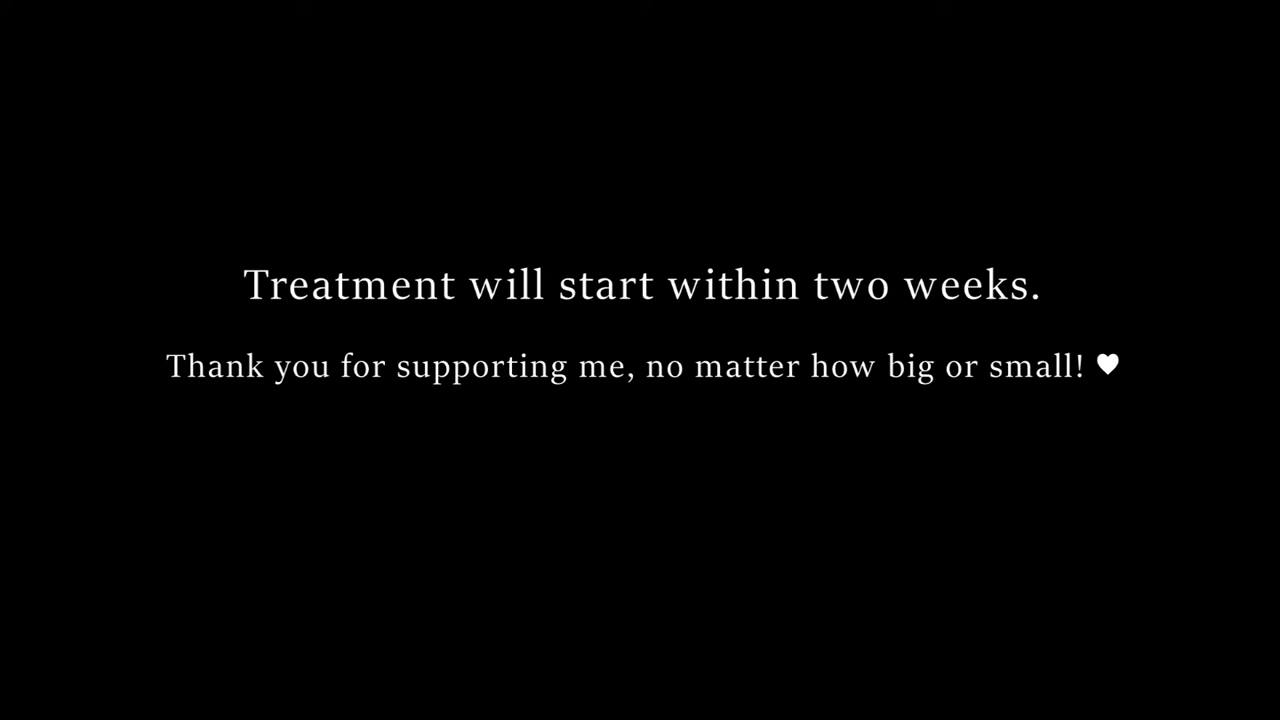 Treatment will start within two weeks.
Thank you for supporting me, no matter how big or small! ♥